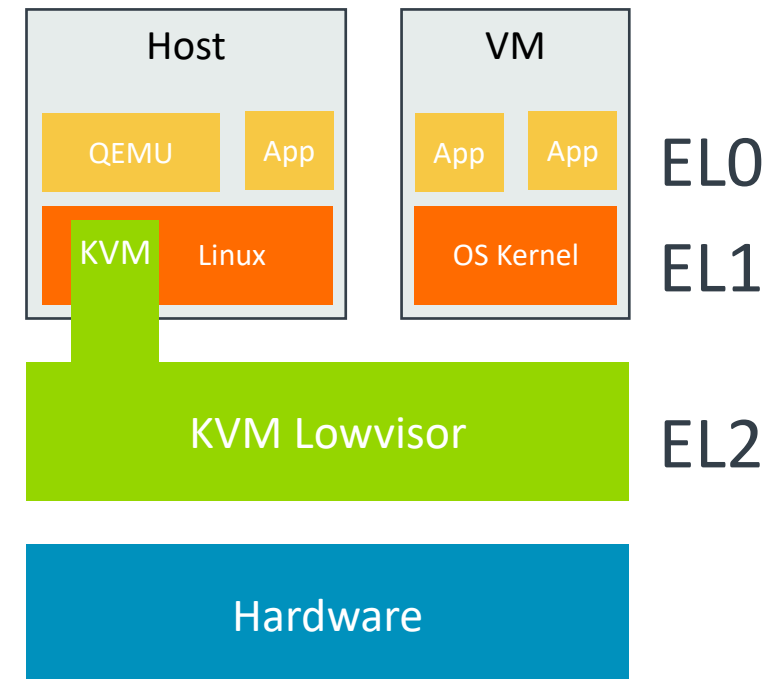 Host
VM
QEMU
App
App
App
EL0
KVM
Linux
OS Kernel
EL1
KVM Lowvisor
EL2
Hardware